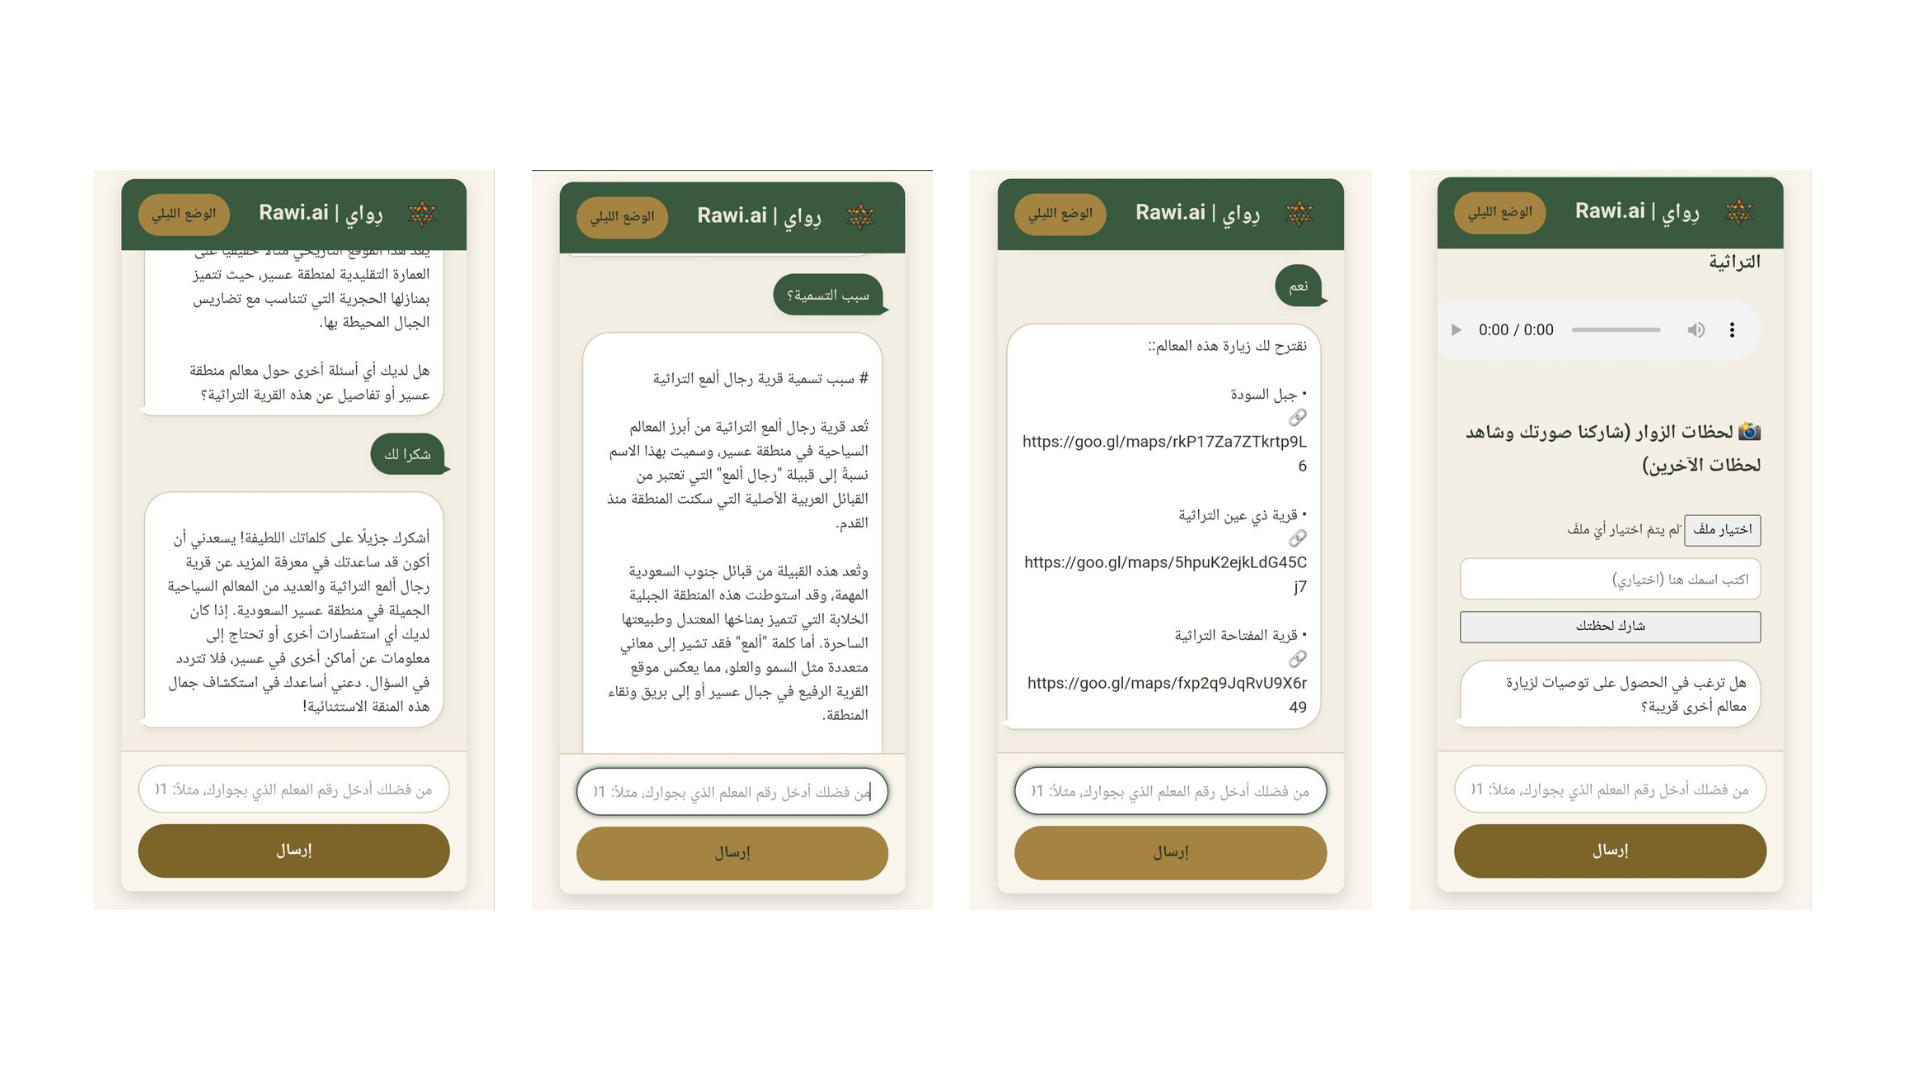 رِواي | Rawi.ai
الوضع الليلي
يُعد هذا الموقع التاريخي مثالًا حقيقيًا على
العمارة التقليدية لمنطقة عسير، حيث تتميز
بمنازلها الحجرية التي تتناسب مع تضاريس
الجبال المحيطة بها.
هل لديك أي أسئلة أخرى حول معالم منطقة
عسير أو تفاصيل عن هذه القرية التراثية؟
شكرا لك
أشكرك جزيلًا على كلماتك اللطيفة! يسعدني أن
أكون قد ساعدتك في معرفة المزيد عن قرية
رجال ألمع التراثية والعديد من المعالم السياحية
الجميلة في منطقة عسير السعودية. إذا كان
لديك أي استفسارات أخرى أو تحتاج إلى
معلومات عن أماكن أخرى في عسير، فلا تتردد
في السؤال. دعني أساعدك في استكشاف جمال
هذه المنقة الاستثنائية!
من فضلك أدخل رقم المعلم الذي بجوارك، مثلاً: 01
إرسال
رِواي | Rawi.ai
الوضع الليلي
سبب التسمية؟
# سبب تسمية قرية رجال ألمع التراثية
تُعد قرية رجال ألمع التراثية من أبرز المعالم
السياحية في منطقة عسير، وسميت بهذا الاسم
نسبةً إلى قبيلة "رجال ألمع" التي تعتبر من
القبائل العربية الأصلية التي سكنت المنطقة منذ
القدم.
وتُعد هذه القبيلة من قبائل جنوب السعودية
المهمة، وقد استوطنت هذه المنطقة الجبلية
الخلابة التي تتميز بمناخها المعتدل وطبيعتها
الساحرة. أما كلمة "ألمع" فقد تشير إلى معاني
متعددة مثل السمو والعلو، مما يعكس موقع
القرية الرفيع في جبال عسير أو إلى بريق ونقاء
المنطقة.
من فضلك أدخل رقم المعلم الذي بجوارك، مثلاً: 01
إرسال
رِواي | Rawi.ai
الوضع الليلي
نعم
نقترح لك زيارة هذه المعالم::
• جبل السودة
🔗
https://goo.gl/maps/rkP17Za7ZTkrtp9L
6
• قرية ذي عين التراثية
🔗
https://goo.gl/maps/5hpuK2ejkLdG45C
j7
• قرية المفتاحة التراثية
🔗
https://goo.gl/maps/fxp2q9JqRvU9X6r
49
من فضلك أدخل رقم المعلم الذي بجوارك، مثلاً: 01
إرسال
رِواي | Rawi.ai
الوضع الليلي
التراثية
0:00 / 0:00
📸 لحظات الزوار (شاركنا صورتك وشاهد
لحظات الآخرين)
اختيار ملف لم يتمّ اختيار أيّ ملفّ
اكتب اسمك هنا (اختياري)
شارك لحظتك
هل ترغب في الحصول على توصيات لزيارة
معالم أخرى قريبة؟
من فضلك أدخل رقم المعلم الذي بجوارك، مثلاً: 01
إرسال